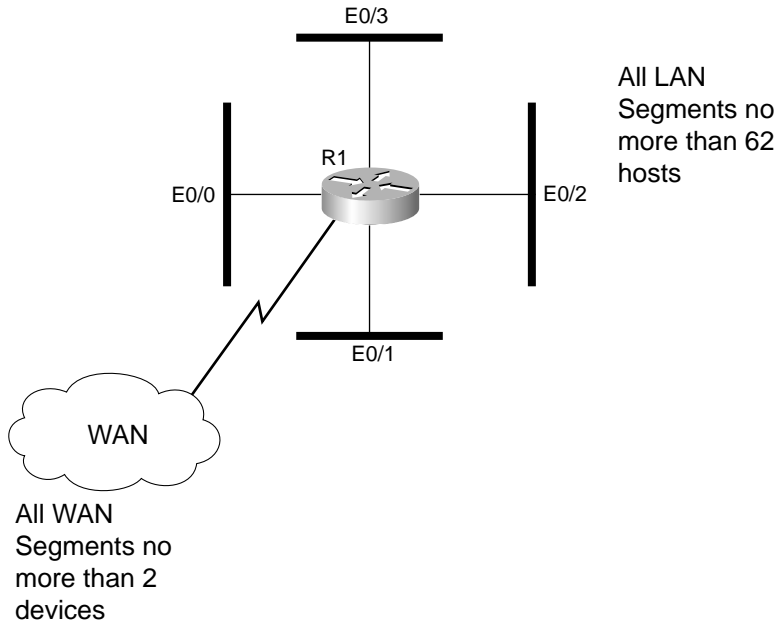 E0/3
All LAN
Segments no
more than 62
hosts
R1
E0/0
E0/2
E0/1
WAN
All WAN
Segments no
more than 2
devices